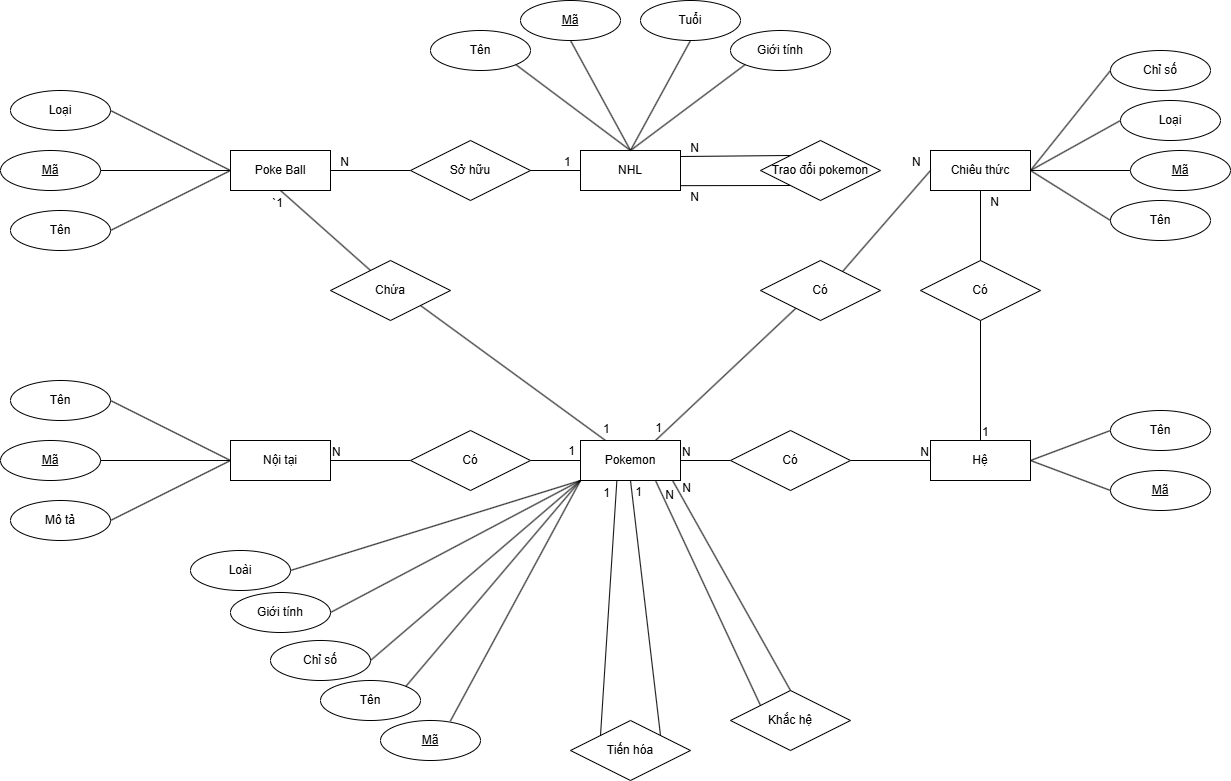 Mã
Tuổi
Tên
Giới tính
Chỉ số
Loại
Loại
Poke Ball
N
Sở hữu
1
NHL
N
N
Trao đổi pokemon
N
Chiêu thức
Mã
Mã
`1
N
Tên
Tên
Chứa
Có
Có
Tên
1
1
1
Tên
Nội tại
N
Có
1
Pokemon
N
Có
N
Hệ
Mã
Mã
1
1
N
N
Mô tả
Loài
Giới tính
Chỉ số
Tên
Mã
Tiến hóa
Khắc hệ